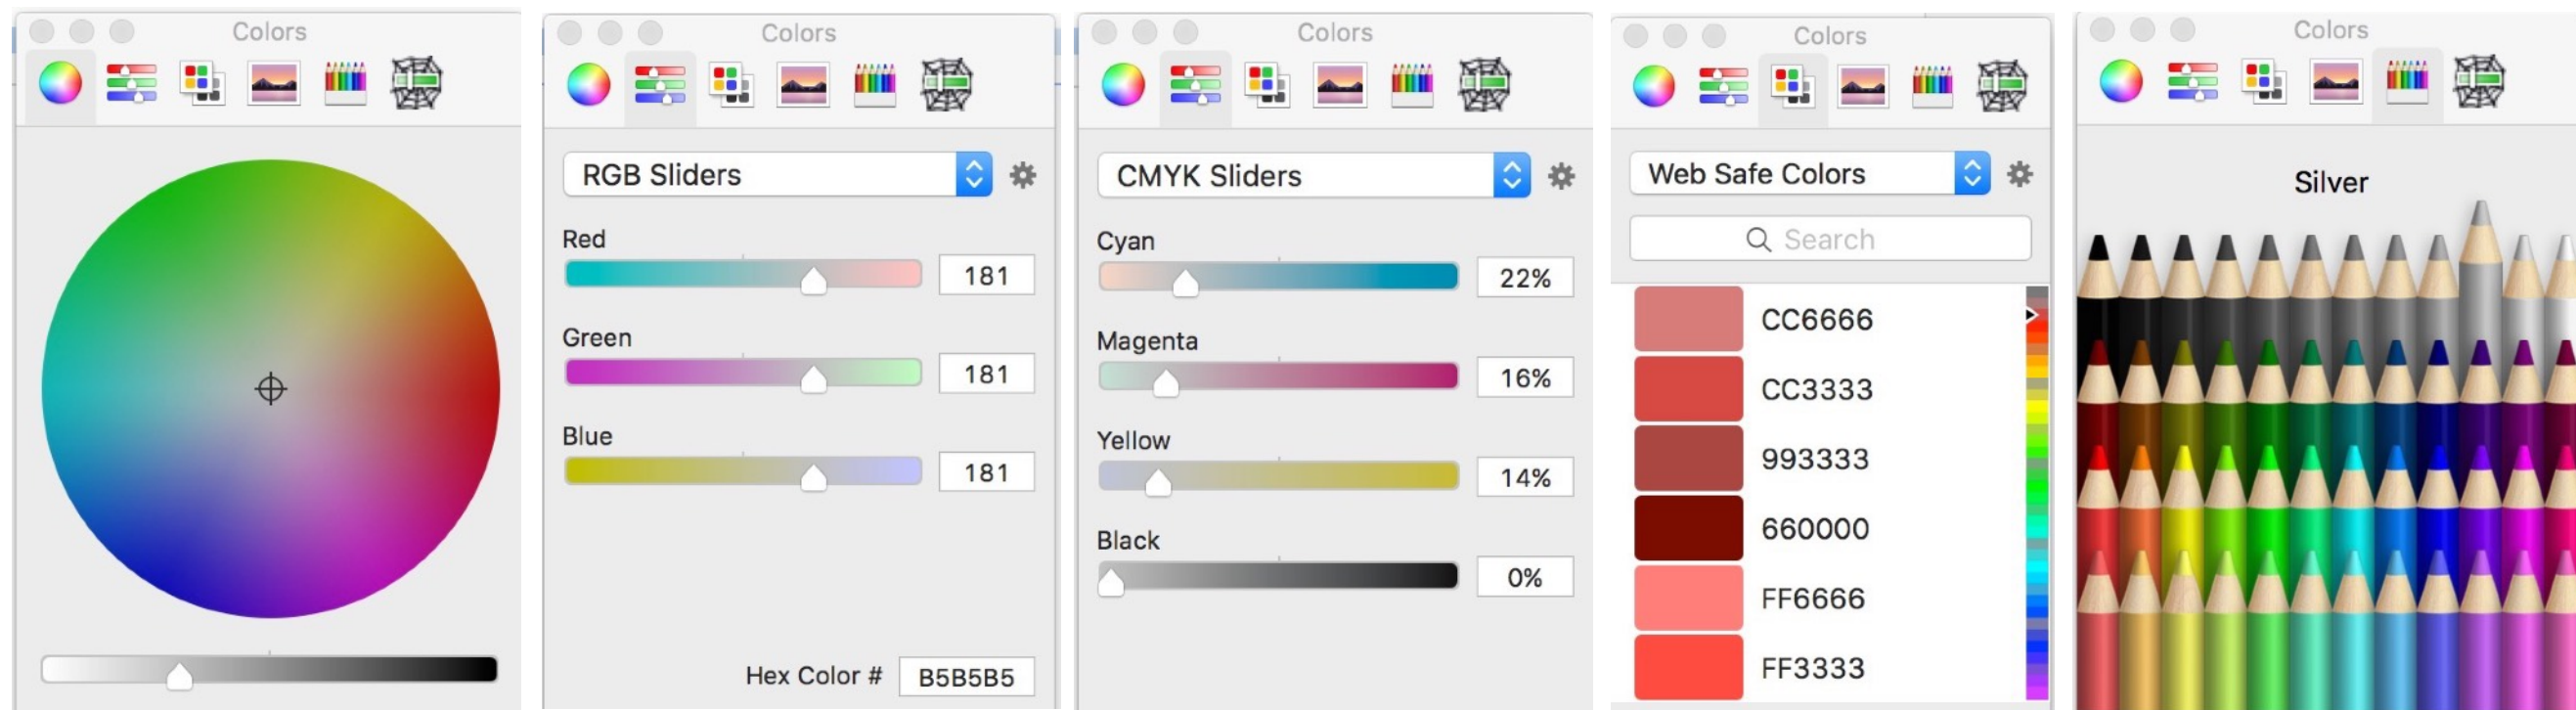 Colors
Colors
RGB Sliders
Red
181
Green
181
Blue
181
Hex Color # B5B5B5
Colors
CMYK Sliders
Cyan
22%
Magenta
16%
Yellow
14%
Black
0%
Colors
Web Safe Colors
Search
CC6666
CC3333
993333
660000
FF6666
FF3333
Colors
Silver